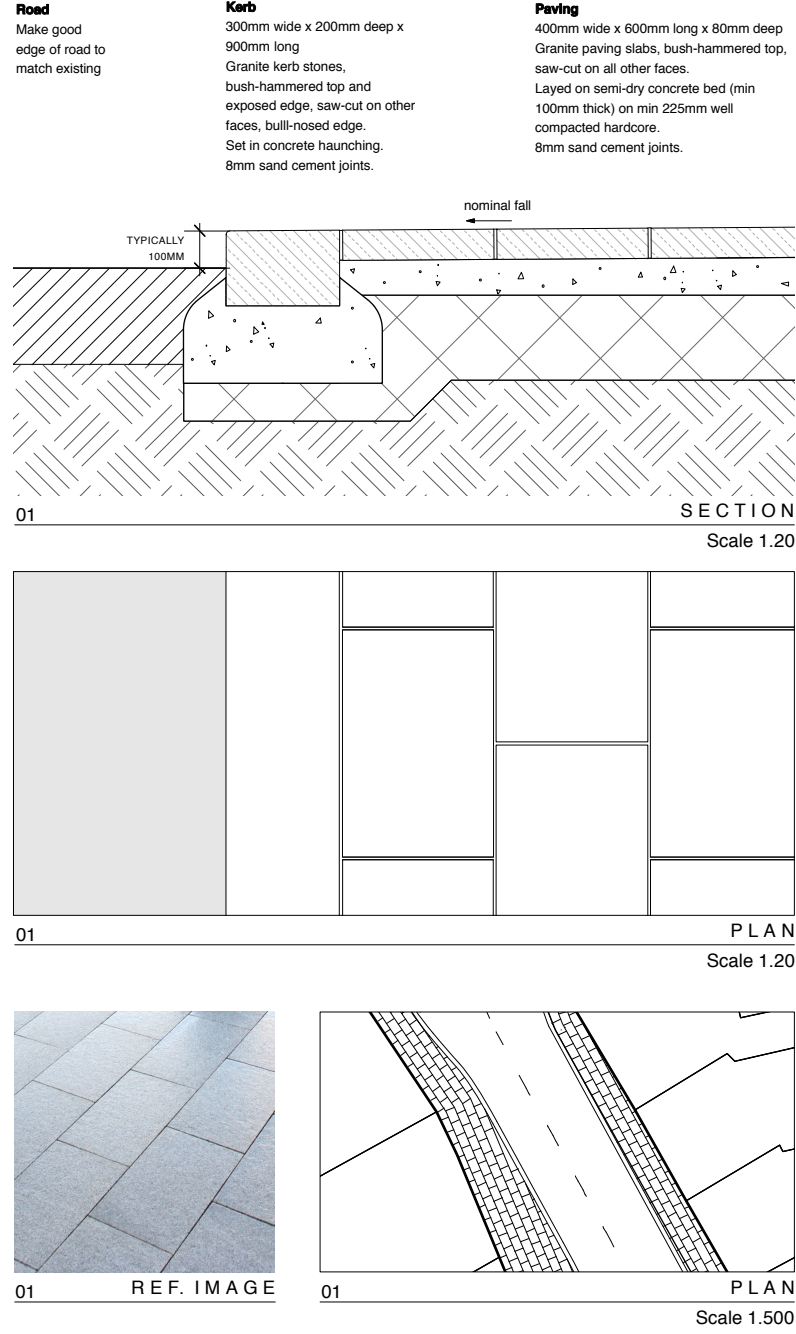 Road
Make good
edge of road to
match existing
Kerb
300mm wide x 200mm deep x
900mm long
Granite kerb stones,
bush-hammered top and
exposed edge, saw-cut on other
faces, bulll-nosed edge.
Set in concrete haunching.
8mm sand cement joints.
Paving
400mm wide x 600mm long x 80mm deep
Granite paving slabs, bush-hammered top,
saw-cut on all other faces.
Layed on semi-dry concrete bed (min
100mm thick) on min 225mm well
compacted hardcore.
8mm sand cement joints.
nominal fall
TYPICALLY
100MM
01 SECTION
Scale 1.20
01 PLAN
Scale 1.20
01 REF. IMAGE
01 PLAN
Scale 1.500